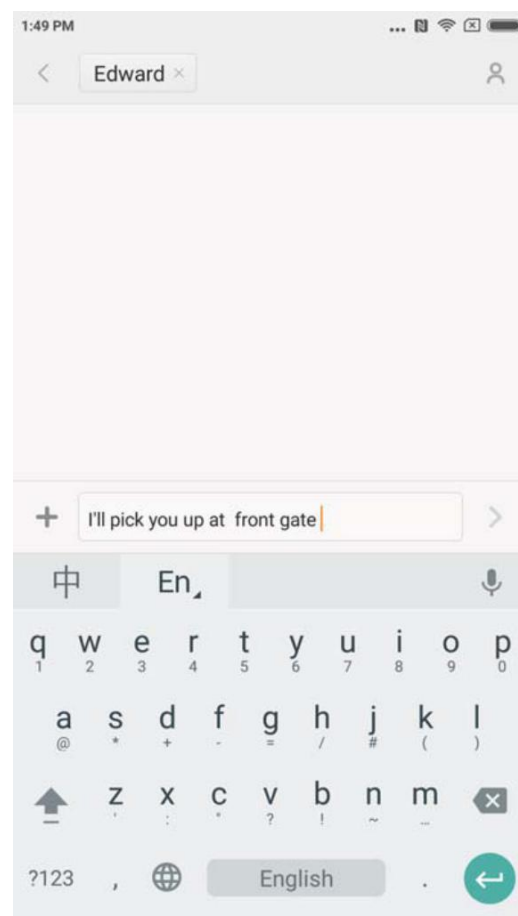 1:49 PM
Edward ×
I'll pick you up at  front gate
中 En
q w e r t y u i o p
1 2 3 4 5 6 7 8 9 0
a s d f g h j k l
@ * + - = / # ( )
z x c v b n m
' : " ? ! ~ …
?123 , English .